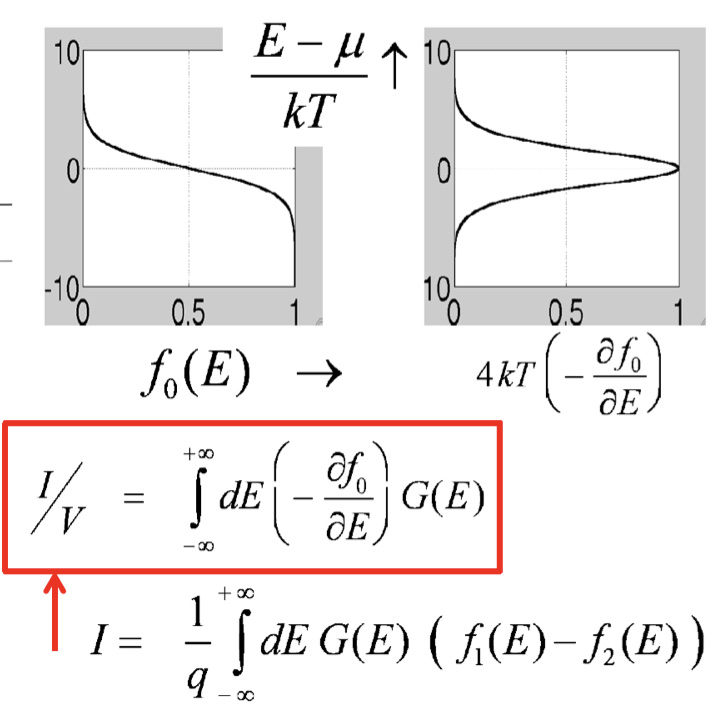 10
0
-10
0 0.5 1
(E − μ)/kT ↑
10
0
10
0 0.5 1
f₀(E) → 4kT(−∂f₀/∂E)
I/V = ∫_{−∞}^{+∞} dE (−∂f₀/∂E) G(E)
I = 1/q ∫_{−∞}^{+∞} dE G(E) ( f₁(E) − f₂(E) )